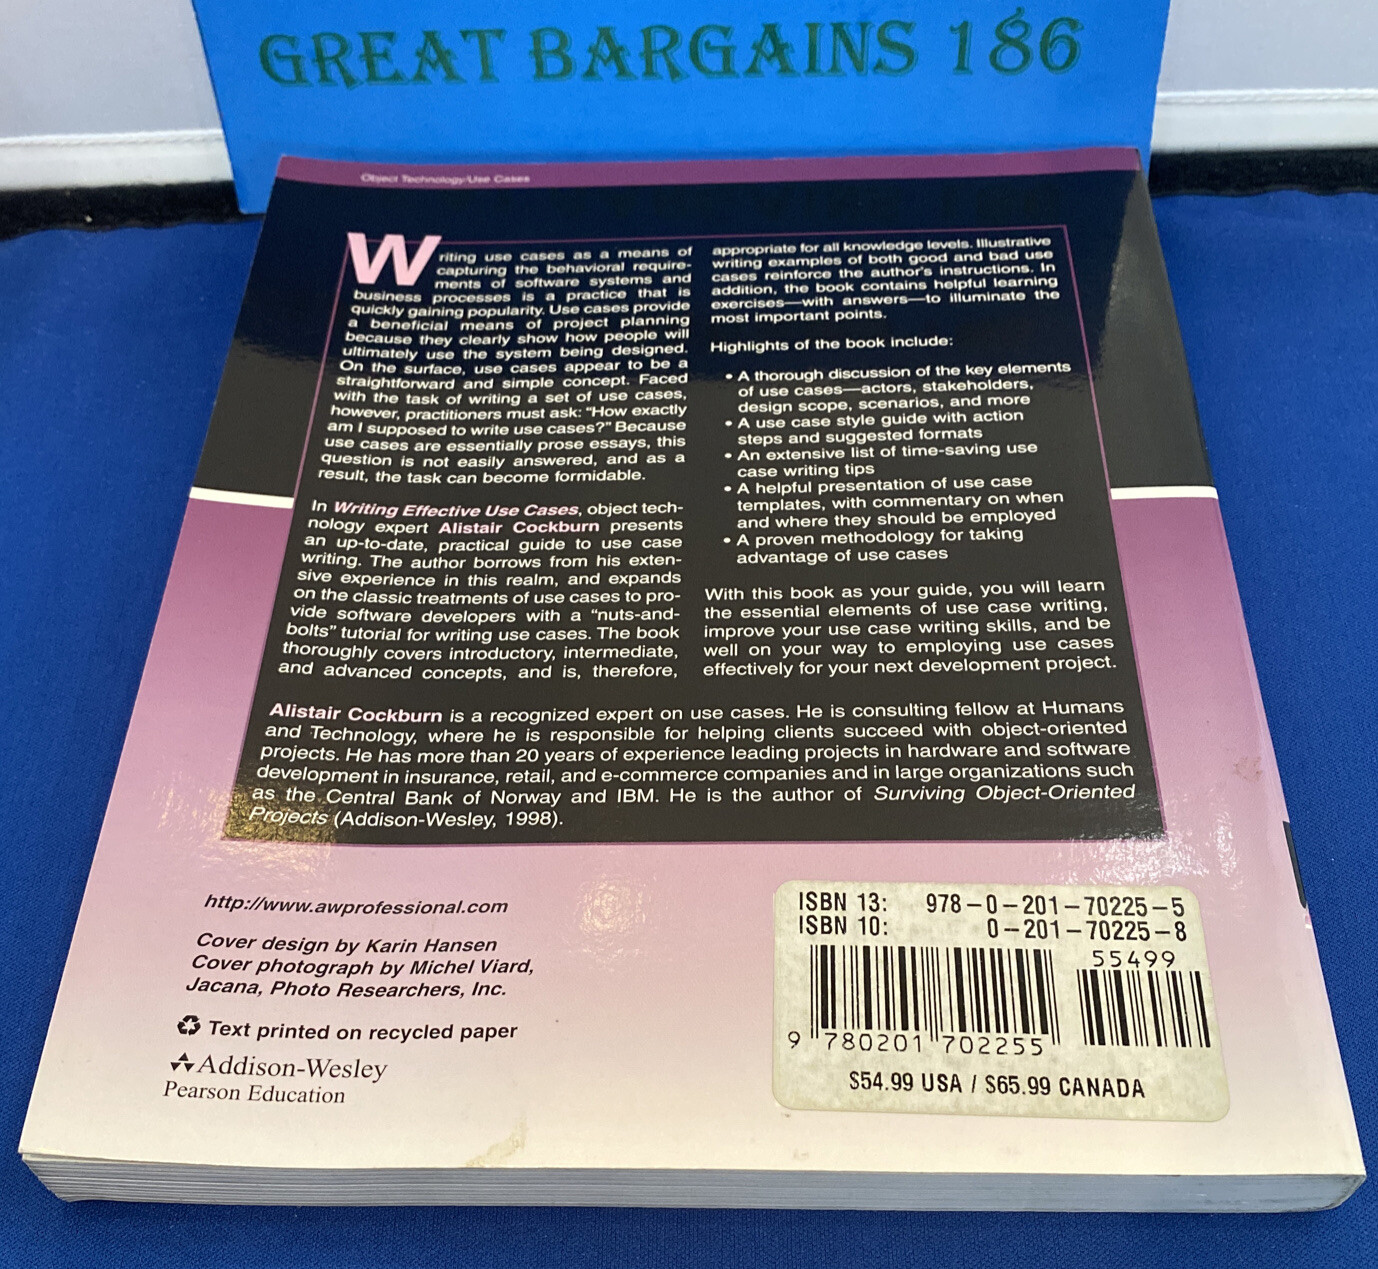 GREAT BARGAINS 186
Object Technology/Use Cases
Writing use cases as a means of
capturing the behavioral require-
ments of software systems and
business processes is a practice that is
quickly gaining popularity. Use cases provide
a beneficial means of project planning
because they clearly show how people will
ultimately use the system being designed.
On the surface, use cases appear to be a
straightforward and simple concept. Faced
with the task of writing a set of use cases,
however, practitioners must ask: “How exactly
am I supposed to write use cases?” Because
use cases are essentially prose essays, this
question is not easily answered, and as a
result, the task can become formidable.
In Writing Effective Use Cases, object tech-
nology expert Alistair Cockburn presents
an up-to-date, practical guide to use case
writing. The author borrows from his exten-
sive experience in this realm, and expands
on the classic treatments of use cases to pro-
vide software developers with a “nuts-and-
bolts” tutorial for writing use cases. The book
thoroughly covers introductory, intermediate,
and advanced concepts, and is, therefore,
appropriate for all knowledge levels. Illustrative
writing examples of both good and bad use
cases reinforce the author's instructions. In
addition, the book contains helpful learning
exercises—with answers—to illuminate the
most important points.
Highlights of the book include:
• A thorough discussion of the key elements
of use cases—actors, stakeholders,
design scope, scenarios, and more
• A use case style guide with action
steps and suggested formats
• An extensive list of time-saving use
case writing tips
• A helpful presentation of use case
templates, with commentary on when
and where they should be employed
• A proven methodology for taking
advantage of use cases
With this book as your guide, you will learn
the essential elements of use case writing,
improve your use case writing skills, and be
well on your way to employing use cases
effectively for your next development project.
Alistair Cockburn is a recognized expert on use cases. He is consulting fellow at Humans
and Technology, where he is responsible for helping clients succeed with object-oriented
projects. He has more than 20 years of experience leading projects in hardware and software
development in insurance, retail, and e-commerce companies and in large organizations such
as the Central Bank of Norway and IBM. He is the author of Surviving Object-Oriented
Projects (Addison-Wesley, 1998).
http://www.awprofessional.com
Cover design by Karin Hansen
Cover photograph by Michel Viard,
Jacana, Photo Researchers, Inc.
Text printed on recycled paper
Addison-Wesley
Pearson Education
ISBN 13: 978-0-201-70225-5
ISBN 10: 0-201-70225-8
55499
9 780201 702255
$54.99 USA / $65.99 CANADA